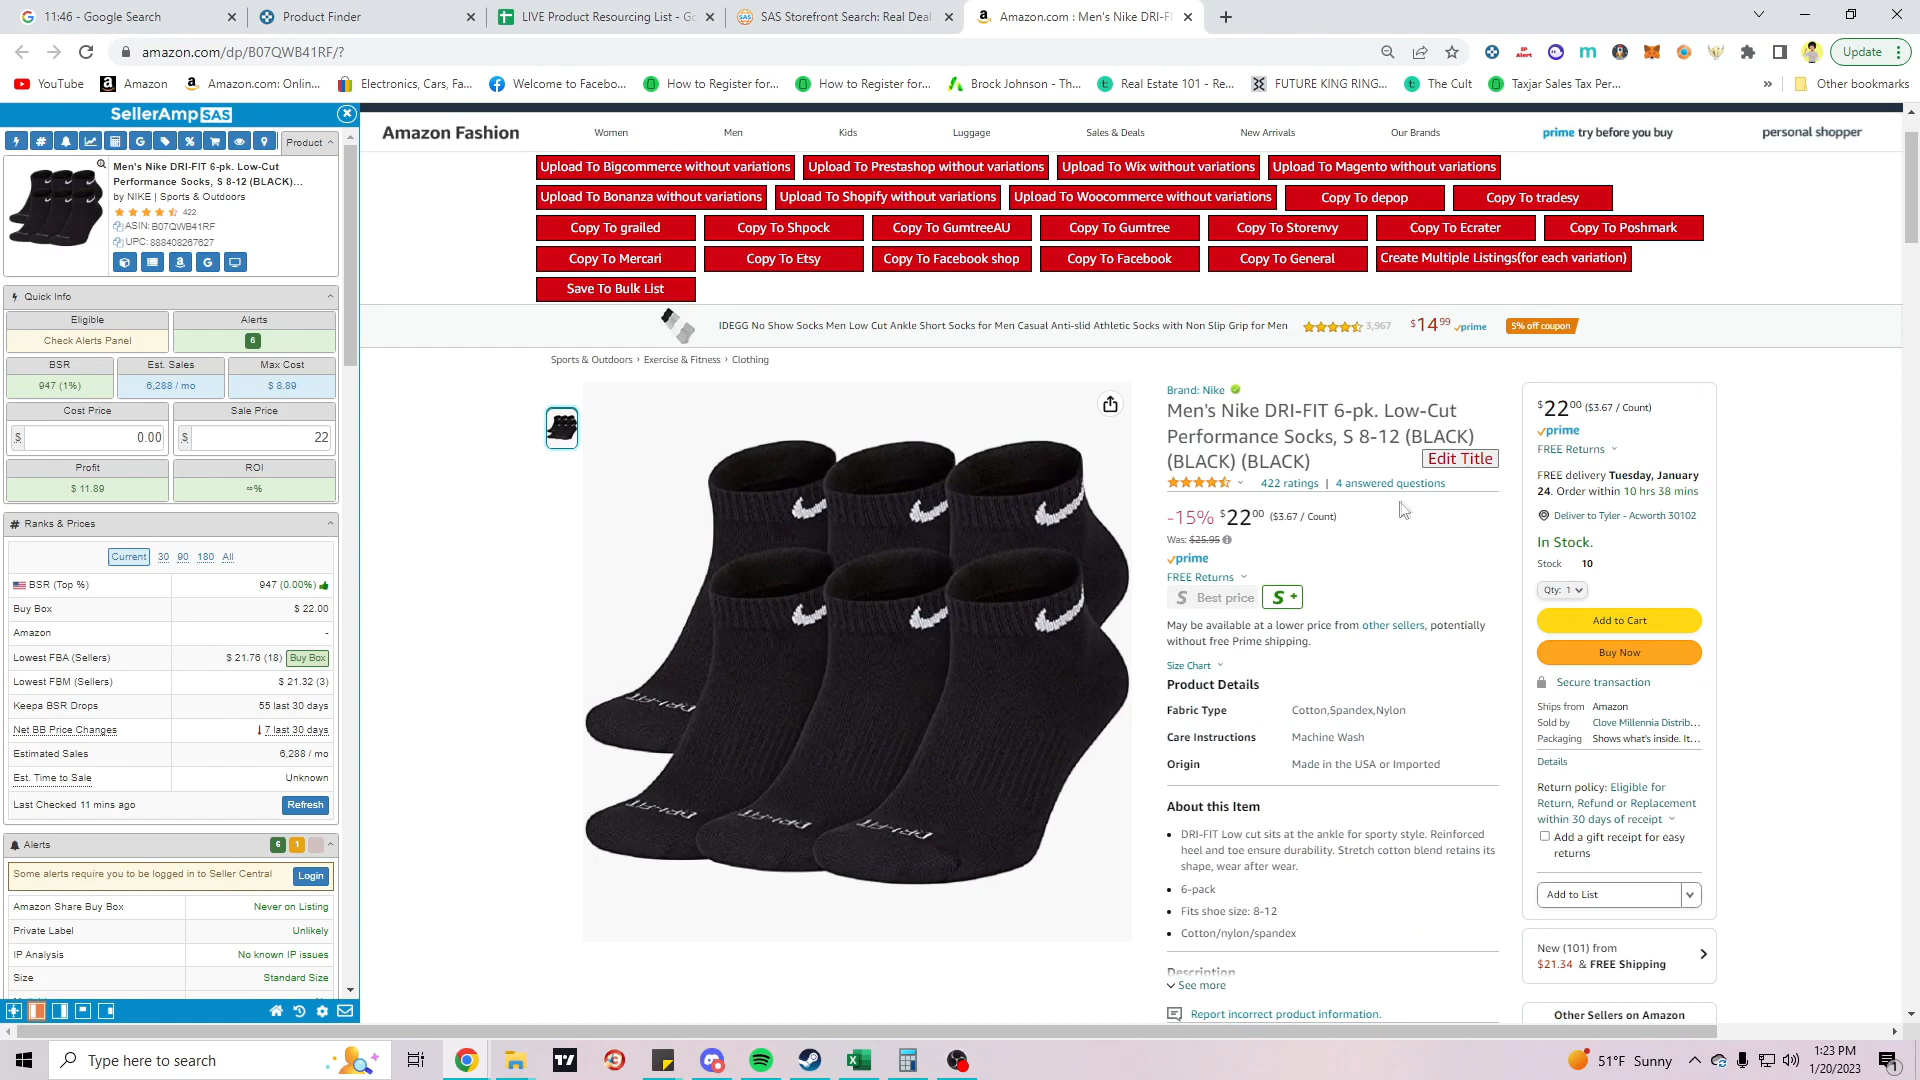 11:46 - Google Search
Product Finder
LIVE Product Resourcing List - Go
SAS Storefront Search: Real Deal
Amazon.com : Men's Nike DRI-F
amazon.com/dp/B07QWB41RF/?
Update
YouTube
Amazon
Amazon.com: Onlin...
Electronics, Cars, Fa...
Welcome to Facebo...
How to Register for...
How to Register for...
Brock Johnson - Th...
Real Estate 101 - Re...
FUTURE KING RING...
The Cult
Taxjar Sales Tax Per...
Other bookmarks
SellerAmp SAS
Product
Men's Nike DRI-FIT 6-pk. Low-Cut
Performance Socks, S 8-12 (BLACK)...
by NIKE | Sports & Outdoors
422
ASIN: B07QWB41RF
UPC: 888408267627
Quick Info
Eligible
Alerts
Check Alerts Panel
6
BSR
Est. Sales
Max Cost
947 (1%)
6,288 / mo
$ 8.89
Cost Price
Sale Price
$ 0.00
$ 22
Profit
ROI
$ 11.89
∞%
Ranks & Prices
Current 30 90 180 All
BSR (Top %) 947 (0.00%)
Buy Box $ 22.00
Amazon -
Lowest FBA (Sellers) $ 21.76 (18) Buy Box
Lowest FBM (Sellers) $ 21.32 (3)
Keepa BSR Drops 55 last 30 days
Net BB Price Changes 7 last 30 days
Estimated Sales 6,288 / mo
Est. Time to Sale Unknown
Last Checked 11 mins ago Refresh
Alerts 6 1
Some alerts require you to be logged in to Seller Central Login
Amazon Share Buy Box Never on Listing
Private Label Unlikely
IP Analysis No known IP issues
Size Standard Size
Amazon Fashion
Women
Men
Kids
Luggage
Sales & Deals
New Arrivals
Our Brands
prime try before you buy
personal shopper
Upload To Bigcommerce without variations
Upload To Prestashop without variations
Upload To Wix without variations
Upload To Magento without variations
Upload To Bonanza without variations
Upload To Shopify without variations
Upload To Woocommerce without variations
Copy To depop
Copy To tradesy
Copy To grailed
Copy To Shpock
Copy To GumtreeAU
Copy To Gumtree
Copy To Storenvy
Copy To Ecrater
Copy To Poshmark
Copy To Mercari
Copy To Etsy
Copy To Facebook shop
Copy To Facebook
Copy To General
Create Multiple Listings(for each variation)
Save To Bulk List
IDEGG No Show Socks Men Low Cut Ankle Short Socks for Men Casual Anti-slid Athletic Socks with Non Slip Grip for Men
3,967
$14.99 prime
5% off coupon
Sports & Outdoors › Exercise & Fitness › Clothing
DRI-FIT
DRI-FIT
DRI-FIT
DRI-FIT
Brand: Nike
Men's Nike DRI-FIT 6-pk. Low-Cut
Performance Socks, S 8-12 (BLACK)
(BLACK) (BLACK)
Edit Title
422 ratings | 4 answered questions
-15% $22.00 ($3.67 / Count)
Was: $25.95
prime
FREE Returns
S Best price
S +
May be available at a lower price from other sellers, potentially
without free Prime shipping.
Size Chart
Product Details
Fabric Type Cotton,Spandex,Nylon
Care Instructions Machine Wash
Origin Made in the USA or Imported
About this Item
• DRI-FIT Low cut sits at the ankle for sporty style. Reinforced
heel and toe ensure durability. Stretch cotton blend retains its
shape, wear after wear.
• 6-pack
• Fits shoe size: 8-12
• Cotton/nylon/spandex
Description
See more
Report incorrect product information.
$22.00 ($3.67 / Count)
prime
FREE Returns
FREE delivery Tuesday, January
24. Order within 10 hrs 38 mins
Deliver to Tyler - Acworth 30102
In Stock.
Stock 10
Qty: 1
Add to Cart
Buy Now
Secure transaction
Ships from Amazon
Sold by Clove Millennia Distrib...
Packaging Shows what's inside. It...
Details
Return policy: Eligible for
Return, Refund or Replacement
within 30 days of receipt
Add a gift receipt for easy
returns
Add to List
New (101) from
$21.34 & FREE Shipping
Other Sellers on Amazon
Type here to search
51°F Sunny
1:23 PM
1/20/2023